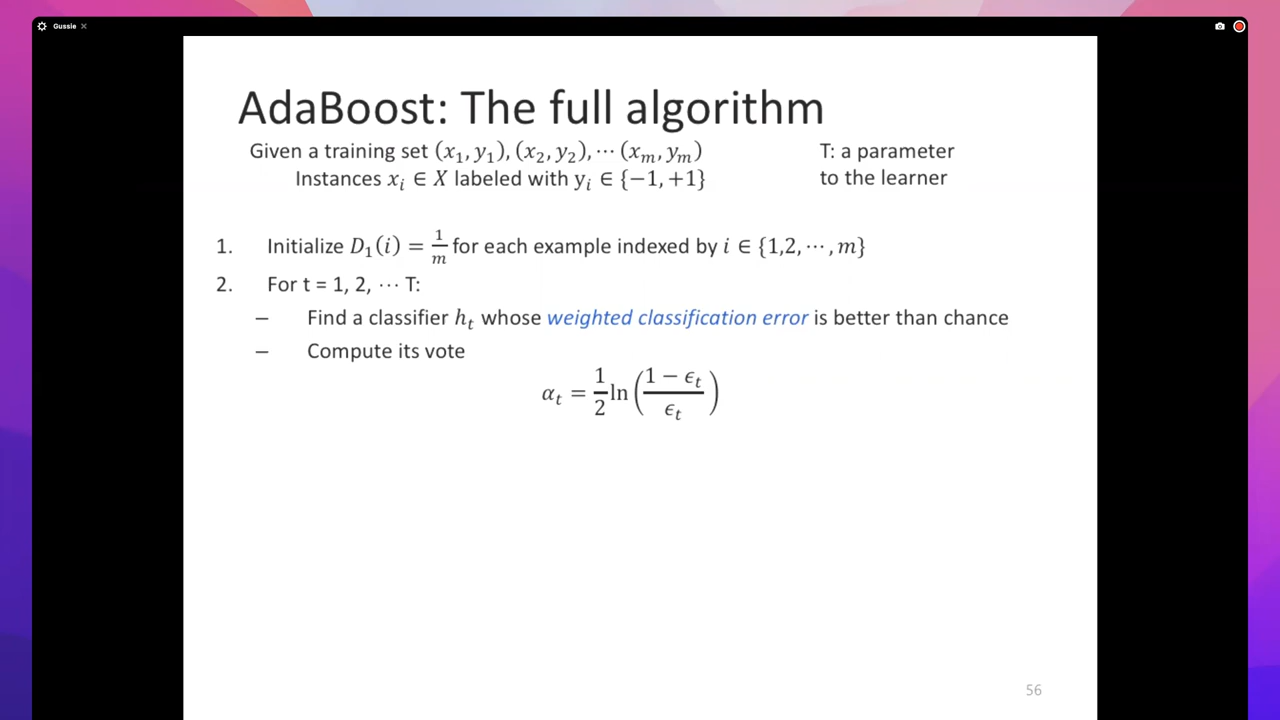 Gussie
AdaBoost: The full algorithm
Given a training set (x₁, y₁), (x₂, y₂), ⋯ (xₘ, yₘ)
Instances xᵢ ∈ X labeled with yᵢ ∈ {−1, +1}
T: a parameter
to the learner
1. Initialize D₁(i) = 1/m for each example indexed by i ∈ {1,2, ⋯ , m}
2. For t = 1, 2, ⋯ T:
– Find a classifier hₜ whose weighted classification error is better than chance
– Compute its vote
αₜ = 1/2 ln((1 − ϵₜ)/ϵₜ)
56